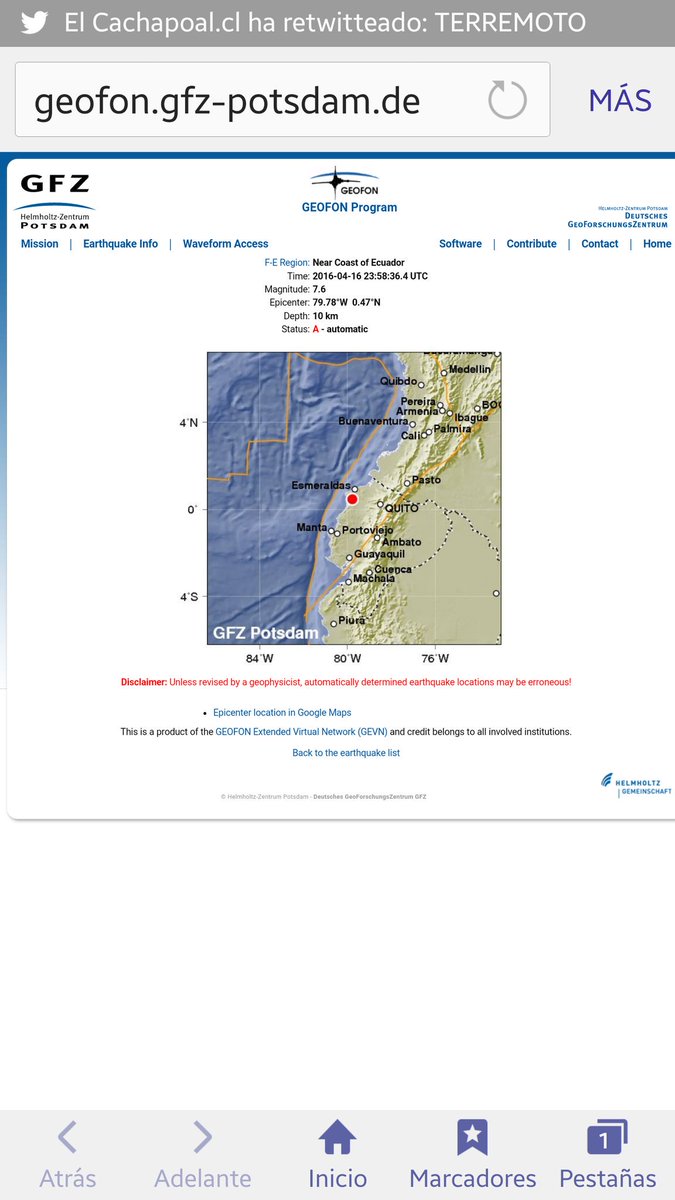 El Cachapoal.cl ha retwitteado: TERREMOTO
geofon.gfz-potsdam.de
MÁS
GFZ
Helmholtz-Zentrum
POTSDAM
GEOFON
GEOFON Program
HELMHOLTZ-ZENTRUM POTSDAM
DEUTSCHES
GEOFORSCHUNGSZENTRUM
Mission | Earthquake Info | Waveform Access
Software | Contribute | Contact | Home
F-E Region: Near Coast of Ecuador
Time: 2016-04-16 23:58:36.4 UTC
Magnitude: 7.6
Epicenter: 79.78°W 0.47°N
Depth: 10 km
Status: A - automatic
Bucaramanga
Medellin
Quibdo
Pereira
BO
Armenia
Ibague
4°N
Buenaventura
Palmira
Cali
Pasto
Esmeraldas
0°
QUITO
Manta
Portoviejo
Ambato
Guayaquil
Cuenca
Machala
4°S
Piura
GFZ Potsdam
84°W 80°W 76°W
Disclaimer: Unless revised by a geophysicist, automatically determined earthquake locations may be erroneous!
• Epicenter location in Google Maps
This is a product of the GEOFON Extended Virtual Network (GEVN) and credit belongs to all involved institutions.
Back to the earthquake list
HELMHOLTZ
| GEMEINSCHAFT
© Helmholtz-Zentrum Potsdam - Deutsches GeoForschungsZentrum GFZ
1
Atrás Adelante Inicio Marcadores Pestañas